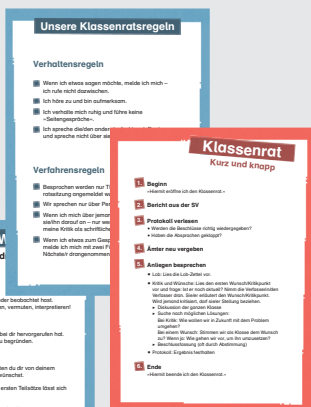 Unsere Klassenratsregeln
Verhaltensregeln
Wenn ich etwas sagen möchte, melde ich mich –
ich rufe nicht dazwischen.
Ich höre zu und bin aufmerksam.
Ich verhalte mich ruhig und führe keine
«Seitengespräche».
Ich spreche die/den
und spreche nicht über sie
Verfahrensregeln
Besprochen werden nur
ratssitzung angemeldet
Wir sprechen nur über
Wenn ich mich über
sie/ihn darauf an – nur
meine Kritik als
Wenn ich etwas zum
melde ich mich mit zwei
Nächste/r drangenommen
oder beobachtet hast.
en, vermuten, interpretieren!
bei dir hervorgerufen hat.
u begründen.
en du dir von deinem
wünschst.
ersten Teilsätze lässt sich
Klassenrat
Kurz und knapp
1. Beginn
«Hiermit eröffne ich den Klassenrat.»
2. Bericht aus der SV
3. Protokoll verlesen
• Werden die Beschlüsse richtig wiedergegeben?
• Haben die Absprachen geklappt?
4. Ämter neu vergeben
5. Anliegen besprechen
• Lob: Lies die Lob-Zettel vor.
• Kritik und Wünsche: Lies den ersten Wunsch/Kritikpunkt
vor und frage: Ist er noch aktuell? Nenn die Verfasserin/den
Verfasser dran. Sie/er erläutert den Wunsch/Kritikpunkt.
Wird jemand kritisiert, darf sie/er Stellung beziehen.
▸ Diskussion der ganzen Klasse
▸ Suche nach möglichen Lösungen:
Bei Kritik: Wie wollen wir in Zukunft mit dem Problem
umgehen?
Bei einem Wunsch: Stimmen wir als Klasse dem Wunsch
zu? Wenn ja: Wie gehen wir vor, um ihn umzusetzen?
▸ Beschlussfassung (oft durch Abstimmung)
• Protokoll: Ergebnis festhalten
6. Ende
«Hiermit beende ich den Klassenrat.»